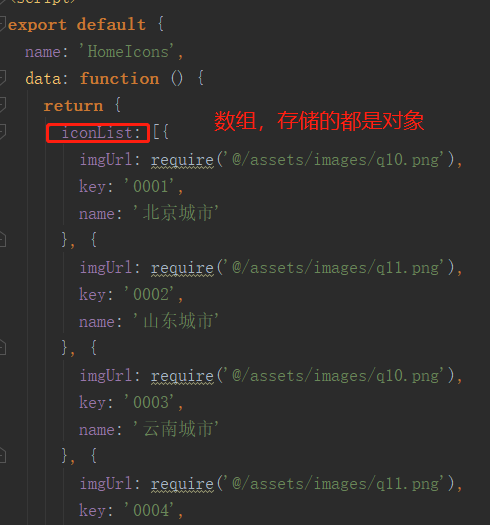 <script>
export default {
name: 'HomeIcons',
data: function () {
return {
iconList: [{
数组，存储的都是对象
imgUrl: require('@/assets/images/q10.png'),
key: '0001',
name: '北京城市'
}, {
imgUrl: require('@/assets/images/q11.png'),
key: '0002',
name: '山东城市'
}, {
imgUrl: require('@/assets/images/q10.png'),
key: '0003',
name: '云南城市'
}, {
imgUrl: require('@/assets/images/q11.png'),
key: '0004',